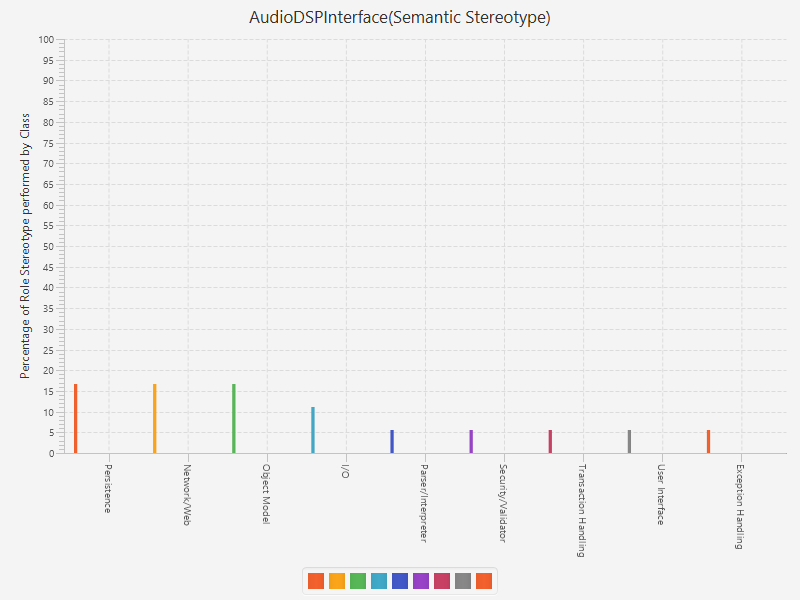 AudioDSPInterface(Semantic Stereotype)
Percentage of Role Stereotype performed by Class
100
95
90
85
80
75
70
65
60
55
50
45
40
35
30
25
20
15
10
5
0
Persistence
Network/Web
Object Model
I/O
Parser/Interpreter
Security/Validator
Transaction Handling
User Interface
Exception Handling